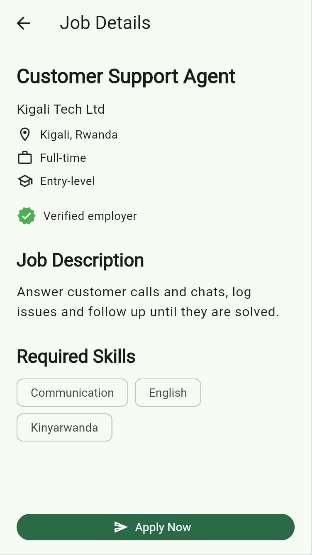 Job Details
Customer Support Agent
Kigali Tech Ltd
Kigali, Rwanda
Full-time
Entry-level
Verified employer
Job Description
Answer customer calls and chats, log
issues and follow up until they are solved.
Required Skills
Communication English
Kinyarwanda
Apply Now